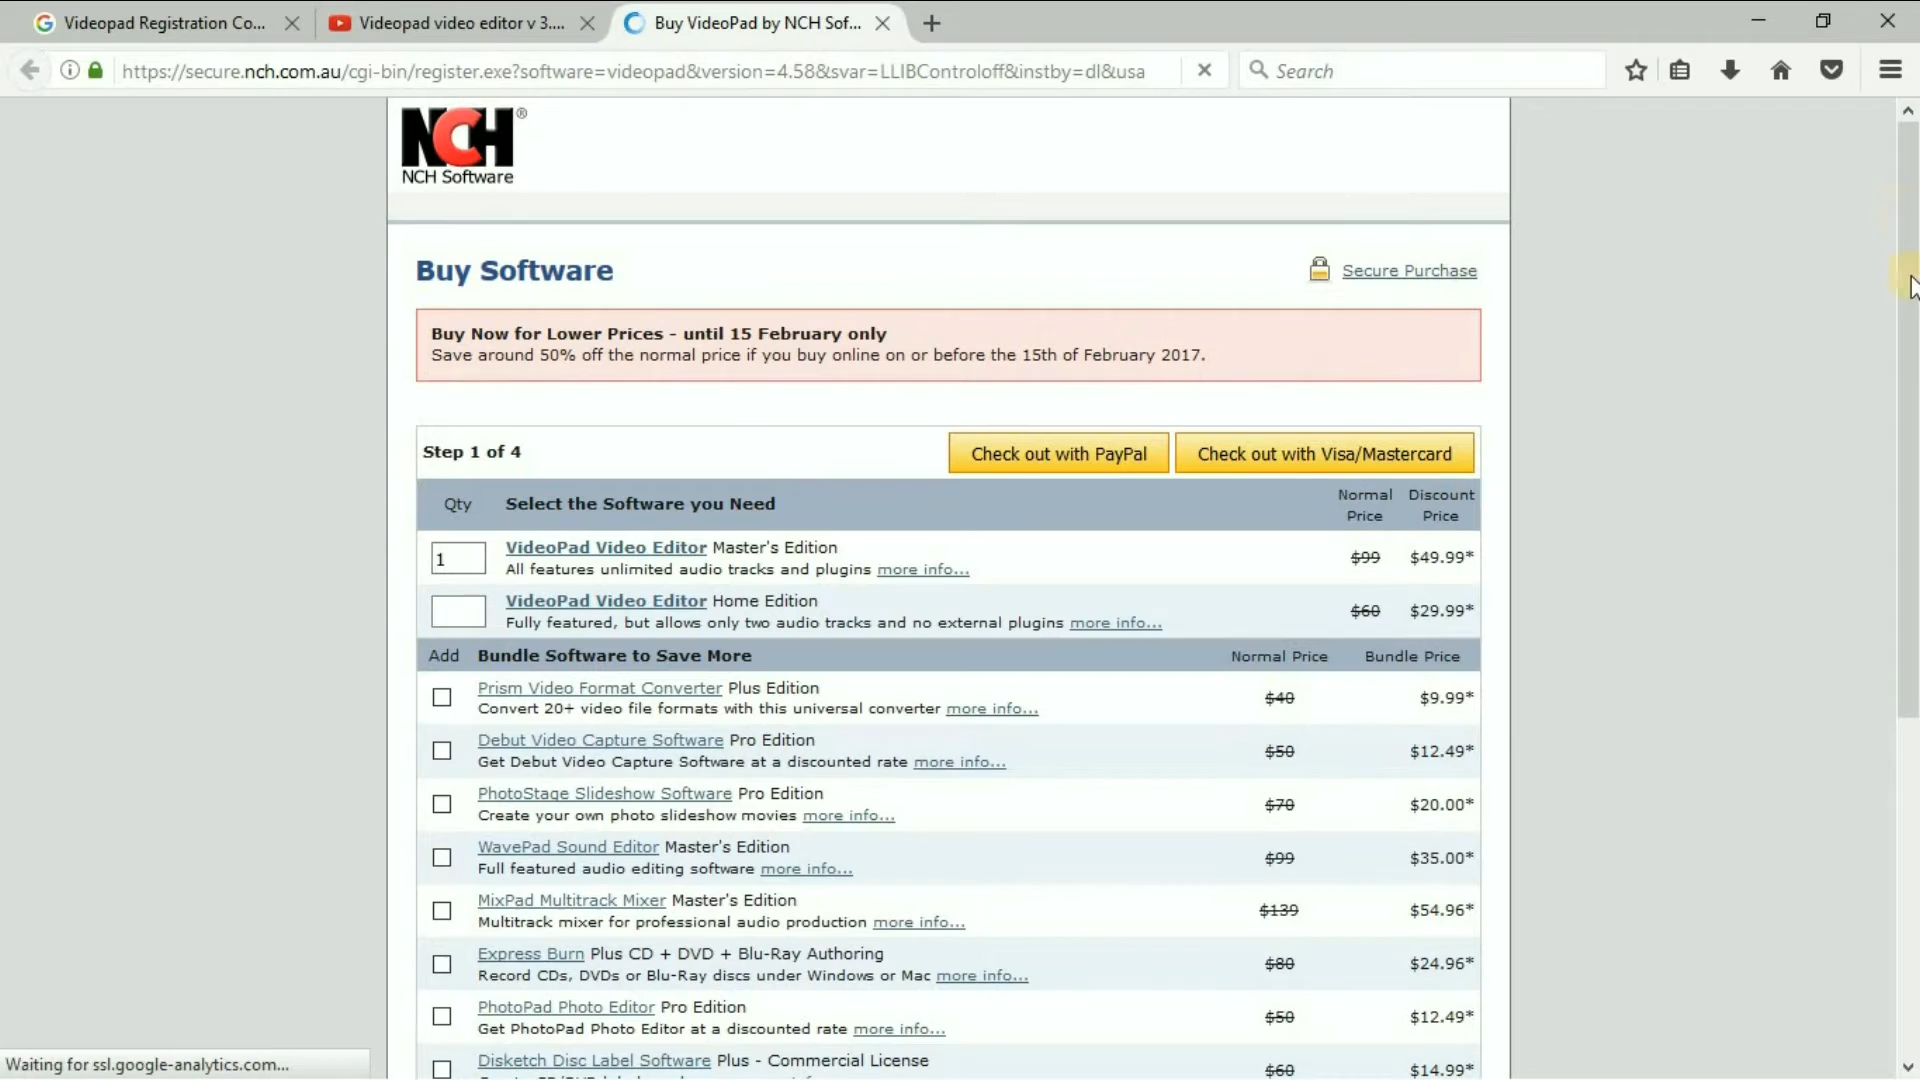 Videopad Registration Co...
Videopad video editor v 3....
Buy VideoPad by NCH Sof...
https://secure.nch.com.au/cgi-bin/register.exe?software=videopad&version=4.58&svar=LLIBControloff&instby=dl&usa
Search
NCH®
NCH Software
Buy Software
Secure Purchase
Buy Now for Lower Prices - until 15 February only
Save around 50% off the normal price if you buy online on or before the 15th of February 2017.
Step 1 of 4
Check out with PayPal
Check out with Visa/Mastercard
Qty Select the Software you Need Normal Price Discount Price
1 VideoPad Video Editor Master's Edition $99 $49.99*
All features unlimited audio tracks and plugins more info...
VideoPad Video Editor Home Edition $60 $29.99*
Fully featured, but allows only two audio tracks and no external plugins more info...
Add Bundle Software to Save More Normal Price Bundle Price
Prism Video Format Converter Plus Edition $40 $9.99*
Convert 20+ video file formats with this universal converter more info...
Debut Video Capture Software Pro Edition $50 $12.49*
Get Debut Video Capture Software at a discounted rate more info...
PhotoStage Slideshow Software Pro Edition $70 $20.00*
Create your own photo slideshow movies more info...
WavePad Sound Editor Master's Edition $99 $35.00*
Full featured audio editing software more info...
MixPad Multitrack Mixer Master's Edition $139 $54.96*
Multitrack mixer for professional audio production more info...
Express Burn Plus CD + DVD + Blu-Ray Authoring $80 $24.96*
Record CDs, DVDs or Blu-Ray discs under Windows or Mac more info...
PhotoPad Photo Editor Pro Edition $50 $12.49*
Get PhotoPad Photo Editor at a discounted rate more info...
Disketch Disc Label Software Plus - Commercial License $60 $14.99*
Waiting for ssl.google-analytics.com...